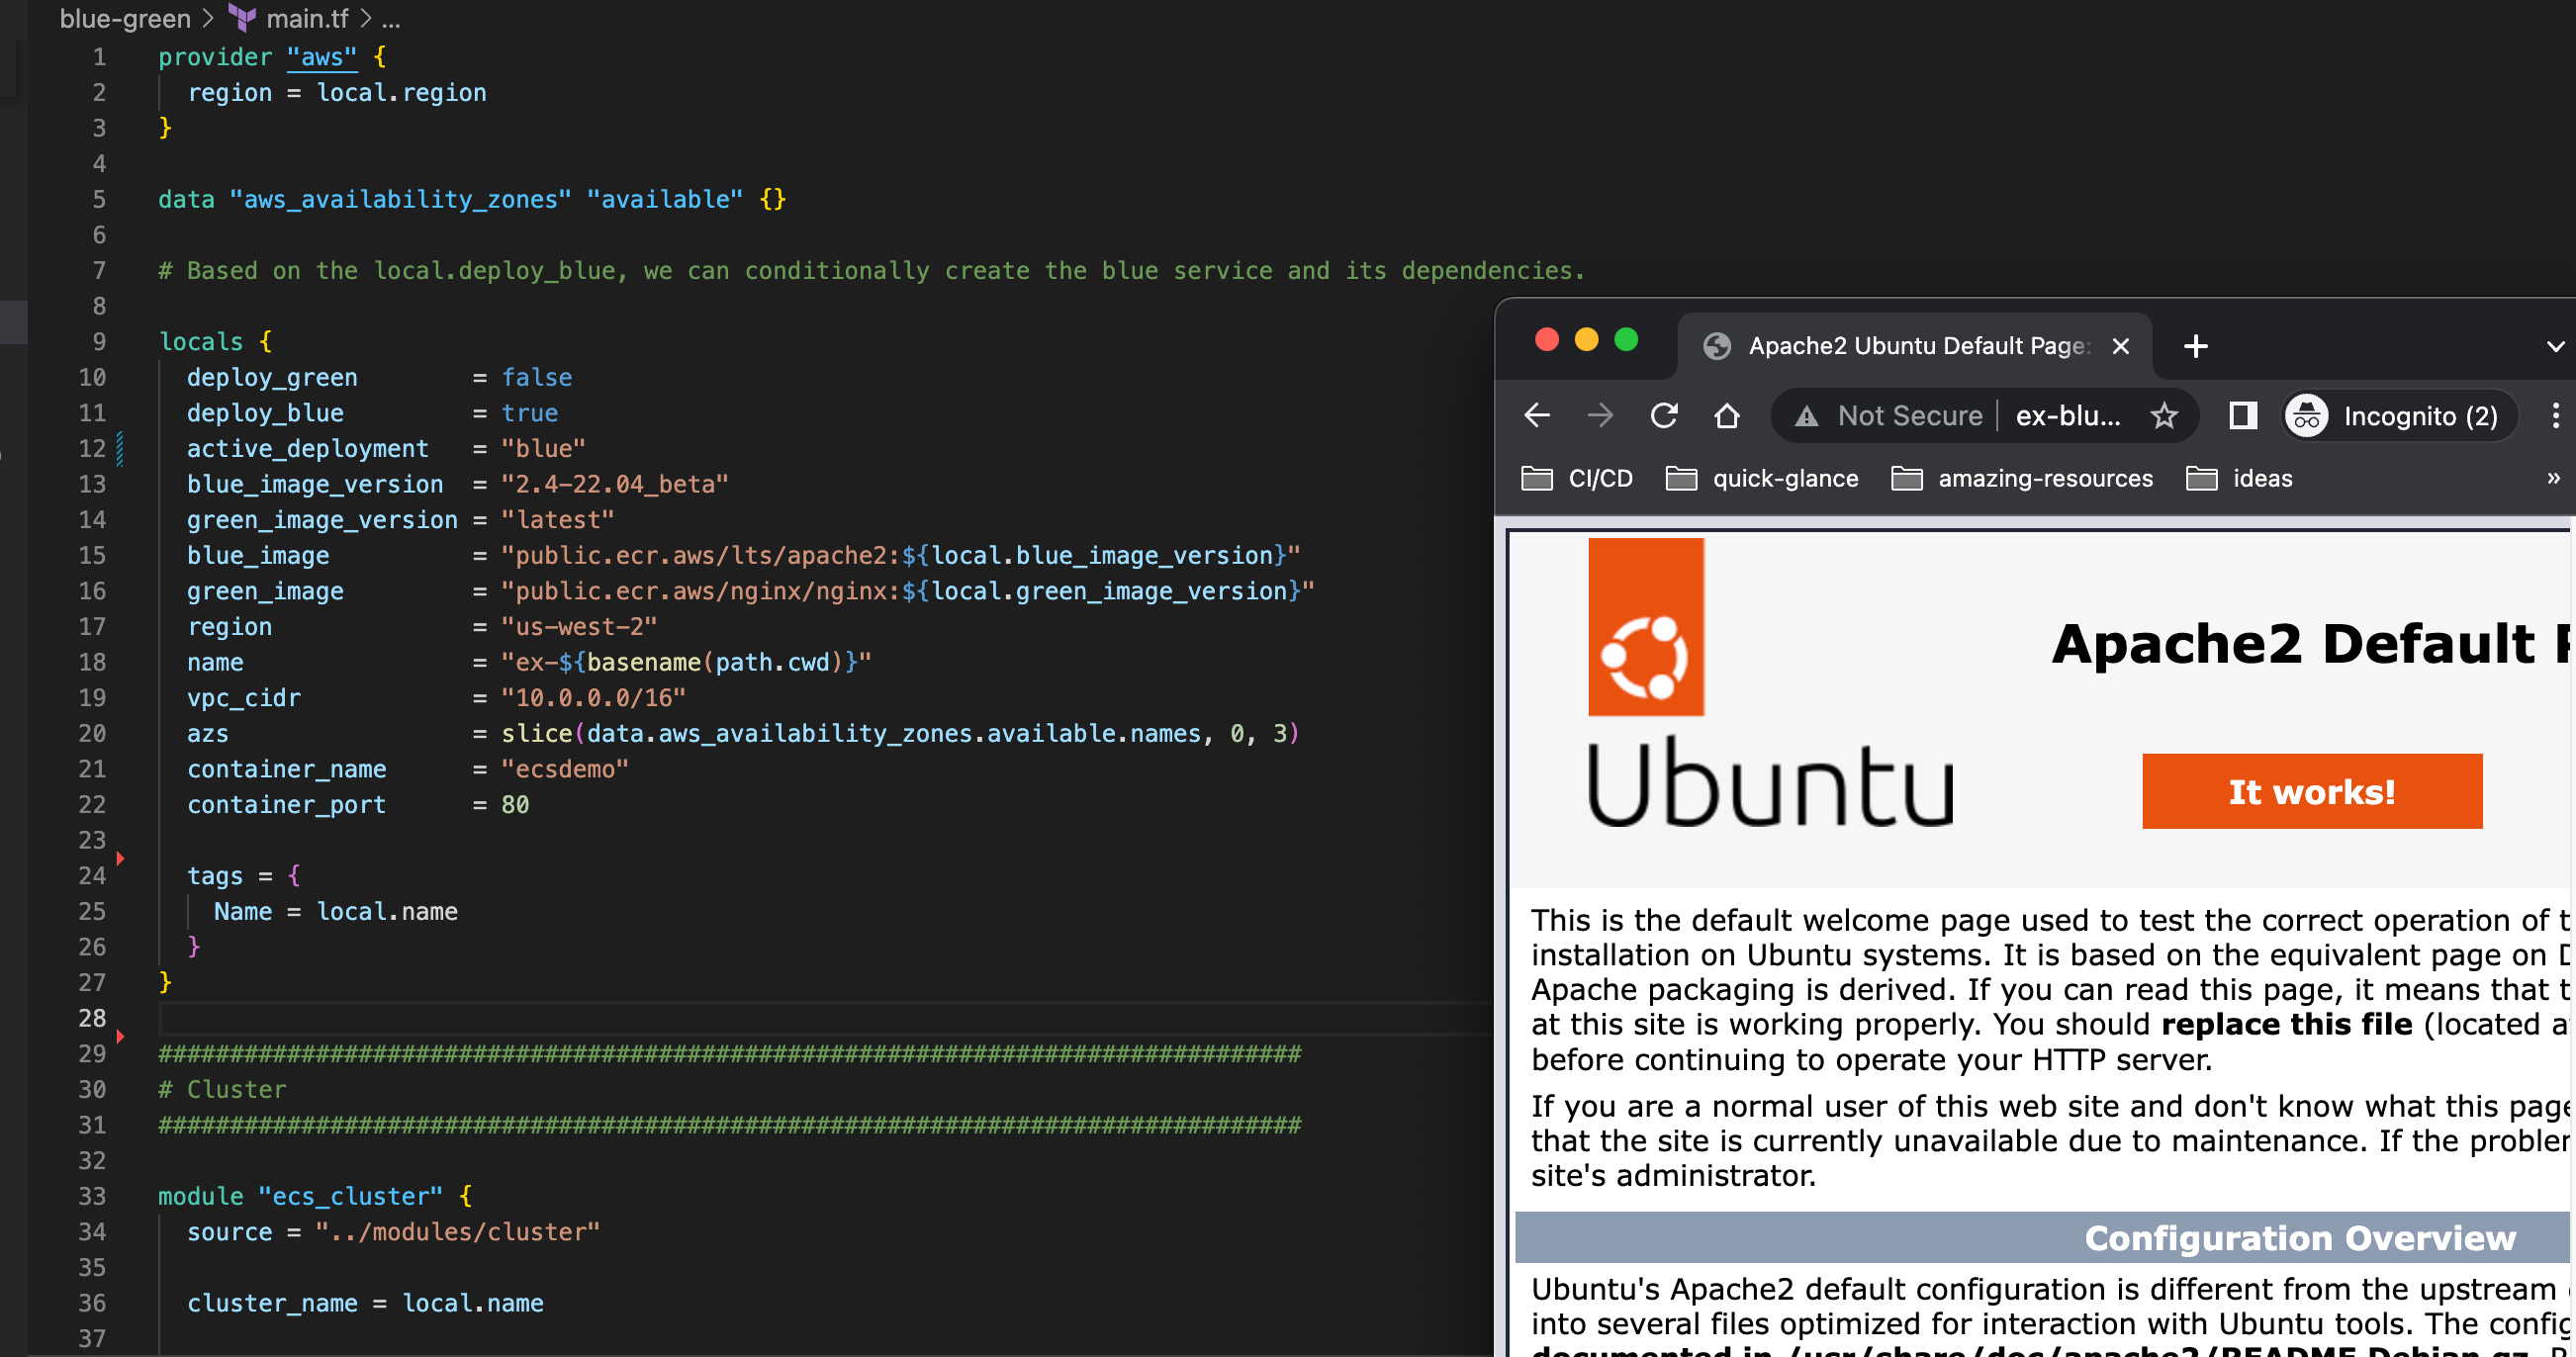 blue-green > main.tf > ...
1 provider "aws" {
2 region = local.region
3 }
4
5 data "aws_availability_zones" "available" {}
6
7 # Based on the local.deploy_blue, we can conditionally create the blue service and its dependencies.
8
9 locals {
10 deploy_green = false
11 deploy_blue = true
12 active_deployment = "blue"
13 blue_image_version = "2.4-22.04_beta"
14 green_image_version = "latest"
15 blue_image = "public.ecr.aws/lts/apache2:${local.blue_image_version}"
16 green_image = "public.ecr.aws/nginx/nginx:${local.green_image_version}"
17 region = "us-west-2"
18 name = "ex-${basename(path.cwd)}"
19 vpc_cidr = "10.0.0.0/16"
20 azs = slice(data.aws_availability_zones.available.names, 0, 3)
21 container_name = "ecsdemo"
22 container_port = 80
23
24 tags = {
25 Name = local.name
26 }
27 }
28
29 ################################################################################
30 # Cluster
31 ################################################################################
32
33 module "ecs_cluster" {
34 source = "../modules/cluster"
35
36 cluster_name = local.name
37
Apache2 Ubuntu Default Page:
Not Secure | ex-blu... Incognito (2)
CI/CD quick-glance amazing-resources ideas »
Apache2 Default
Ubuntu
It works!
This is the default welcome page used to test the correct operation of
installation on Ubuntu systems. It is based on the equivalent page on
Apache packaging is derived. If you can read this page, it means that
at this site is working properly. You should replace this file (located
before continuing to operate your HTTP server.
If you are a normal user of this web site and don't know what this page
that the site is currently unavailable due to maintenance. If the
site's administrator.
Configuration Overview
Ubuntu's Apache2 default configuration is different from the upstream
into several files optimized for interaction with Ubuntu tools. The
documented in /usr/share/doc/apache2/README.Debian.gz.